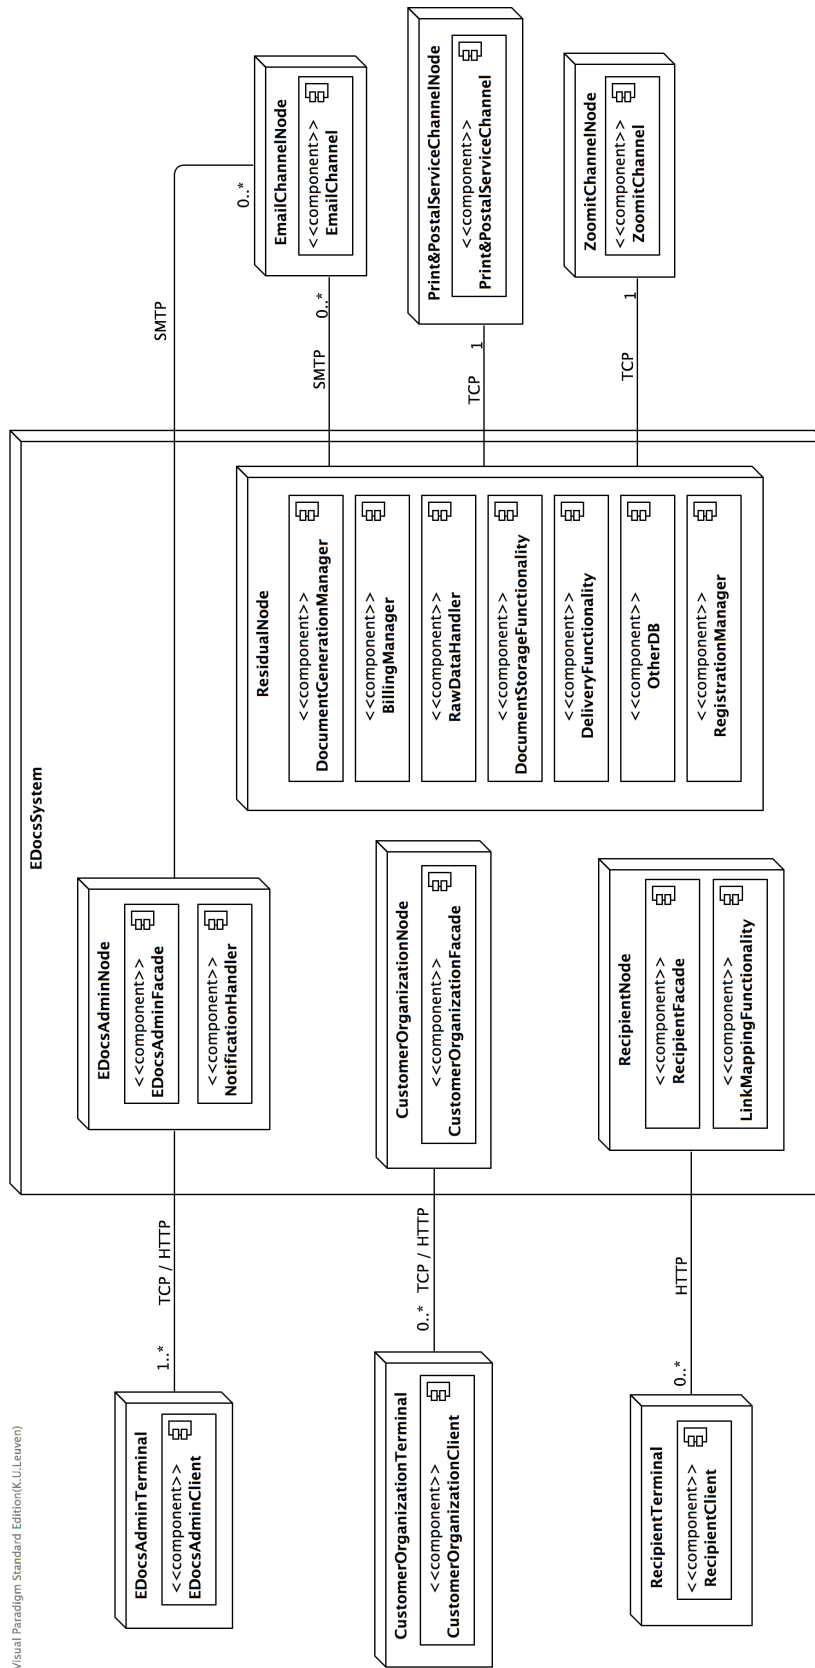 Visual Paradigm Standard Edition(K.U.Leuven)
EDocsAdminTerminal
<<component>>
EDocsAdminClient
1..*
TCP / HTTP
CustomerOrganizationTerminal
<<component>>
CustomerOrganizationClient
0..*
TCP / HTTP
RecipientTerminal
<<component>>
RecipientClient
0..*
HTTP
EDocsSystem
EDocsAdminNode
<<component>>
EDocsAdminFacade
<<component>>
NotificationHandler
CustomerOrganizationNode
<<component>>
CustomerOrganizationFacade
RecipientNode
<<component>>
RecipientFacade
<<component>>
LinkMappingFunctionality
ResidualNode
<<component>>
DocumentGenerationManager
<<component>>
BillingManager
<<component>>
RawDataHandler
<<component>>
DocumentStorageFunctionality
<<component>>
DeliveryFunctionality
<<component>>
OtherDB
<<component>>
RegistrationManager
SMTP
0..*
SMTP
0..*
TCP
1
TCP
1
EmailChannelNode
<<component>>
EmailChannel
Print&PostalServiceChannelNode
<<component>>
Print&PostalServiceChannel
ZoomitChannelNode
<<component>>
ZoomitChannel